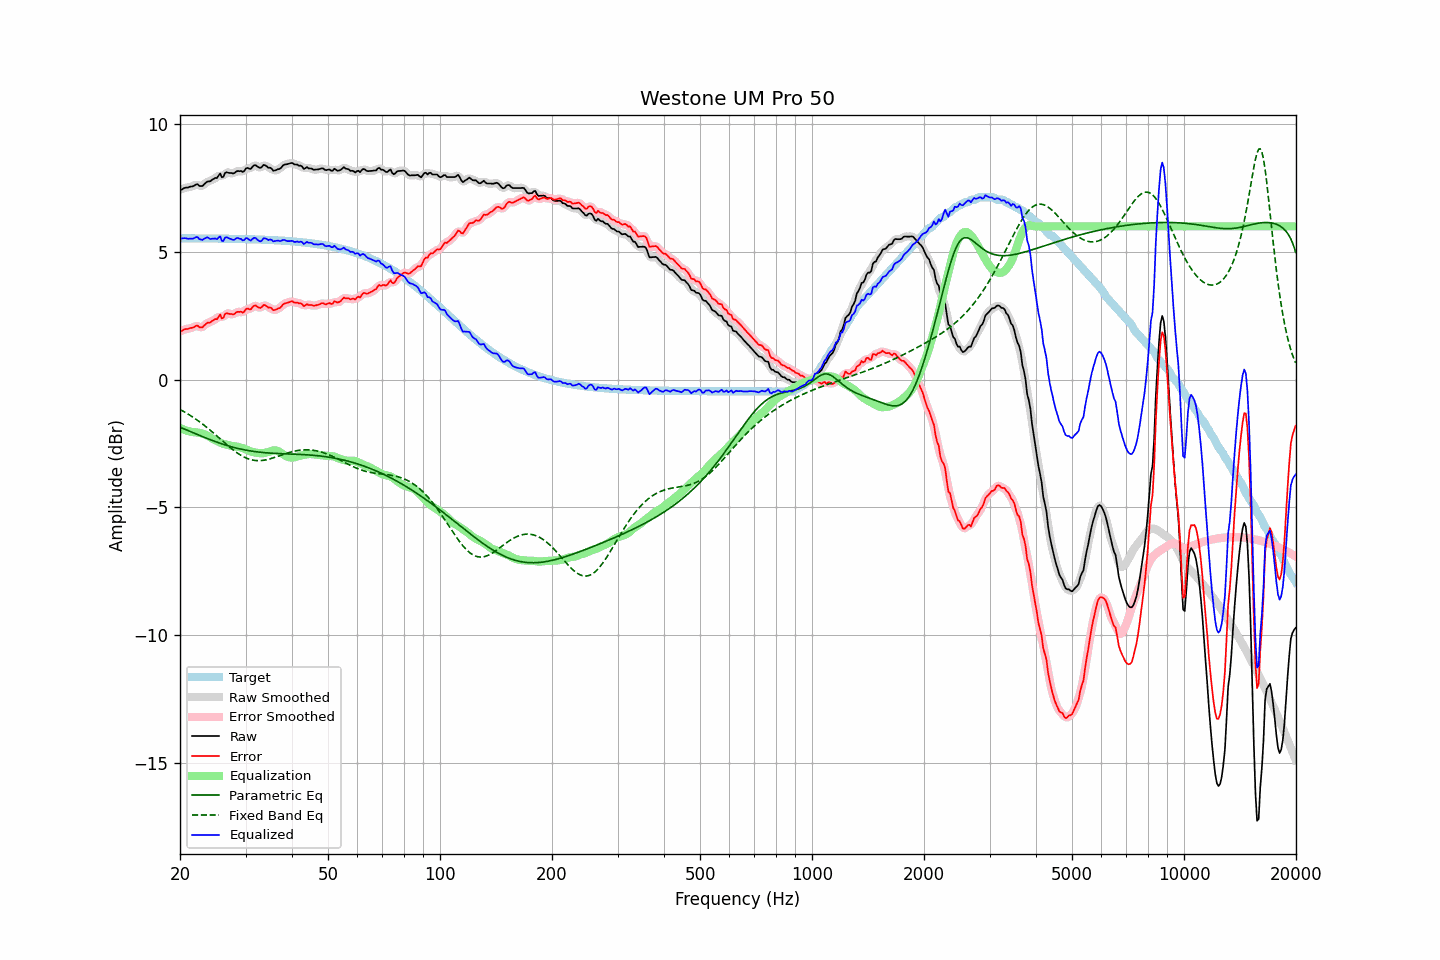 Westone UM Pro 50
Amplitude (dBr)
10
5
0
−5
−10
−15
Target
Raw Smoothed
Error Smoothed
Raw
Error
Equalization
Parametric Eq
Fixed Band Eq
Equalized
20 50 100 200 500 1000 2000 5000 10000 20000
Frequency (Hz)